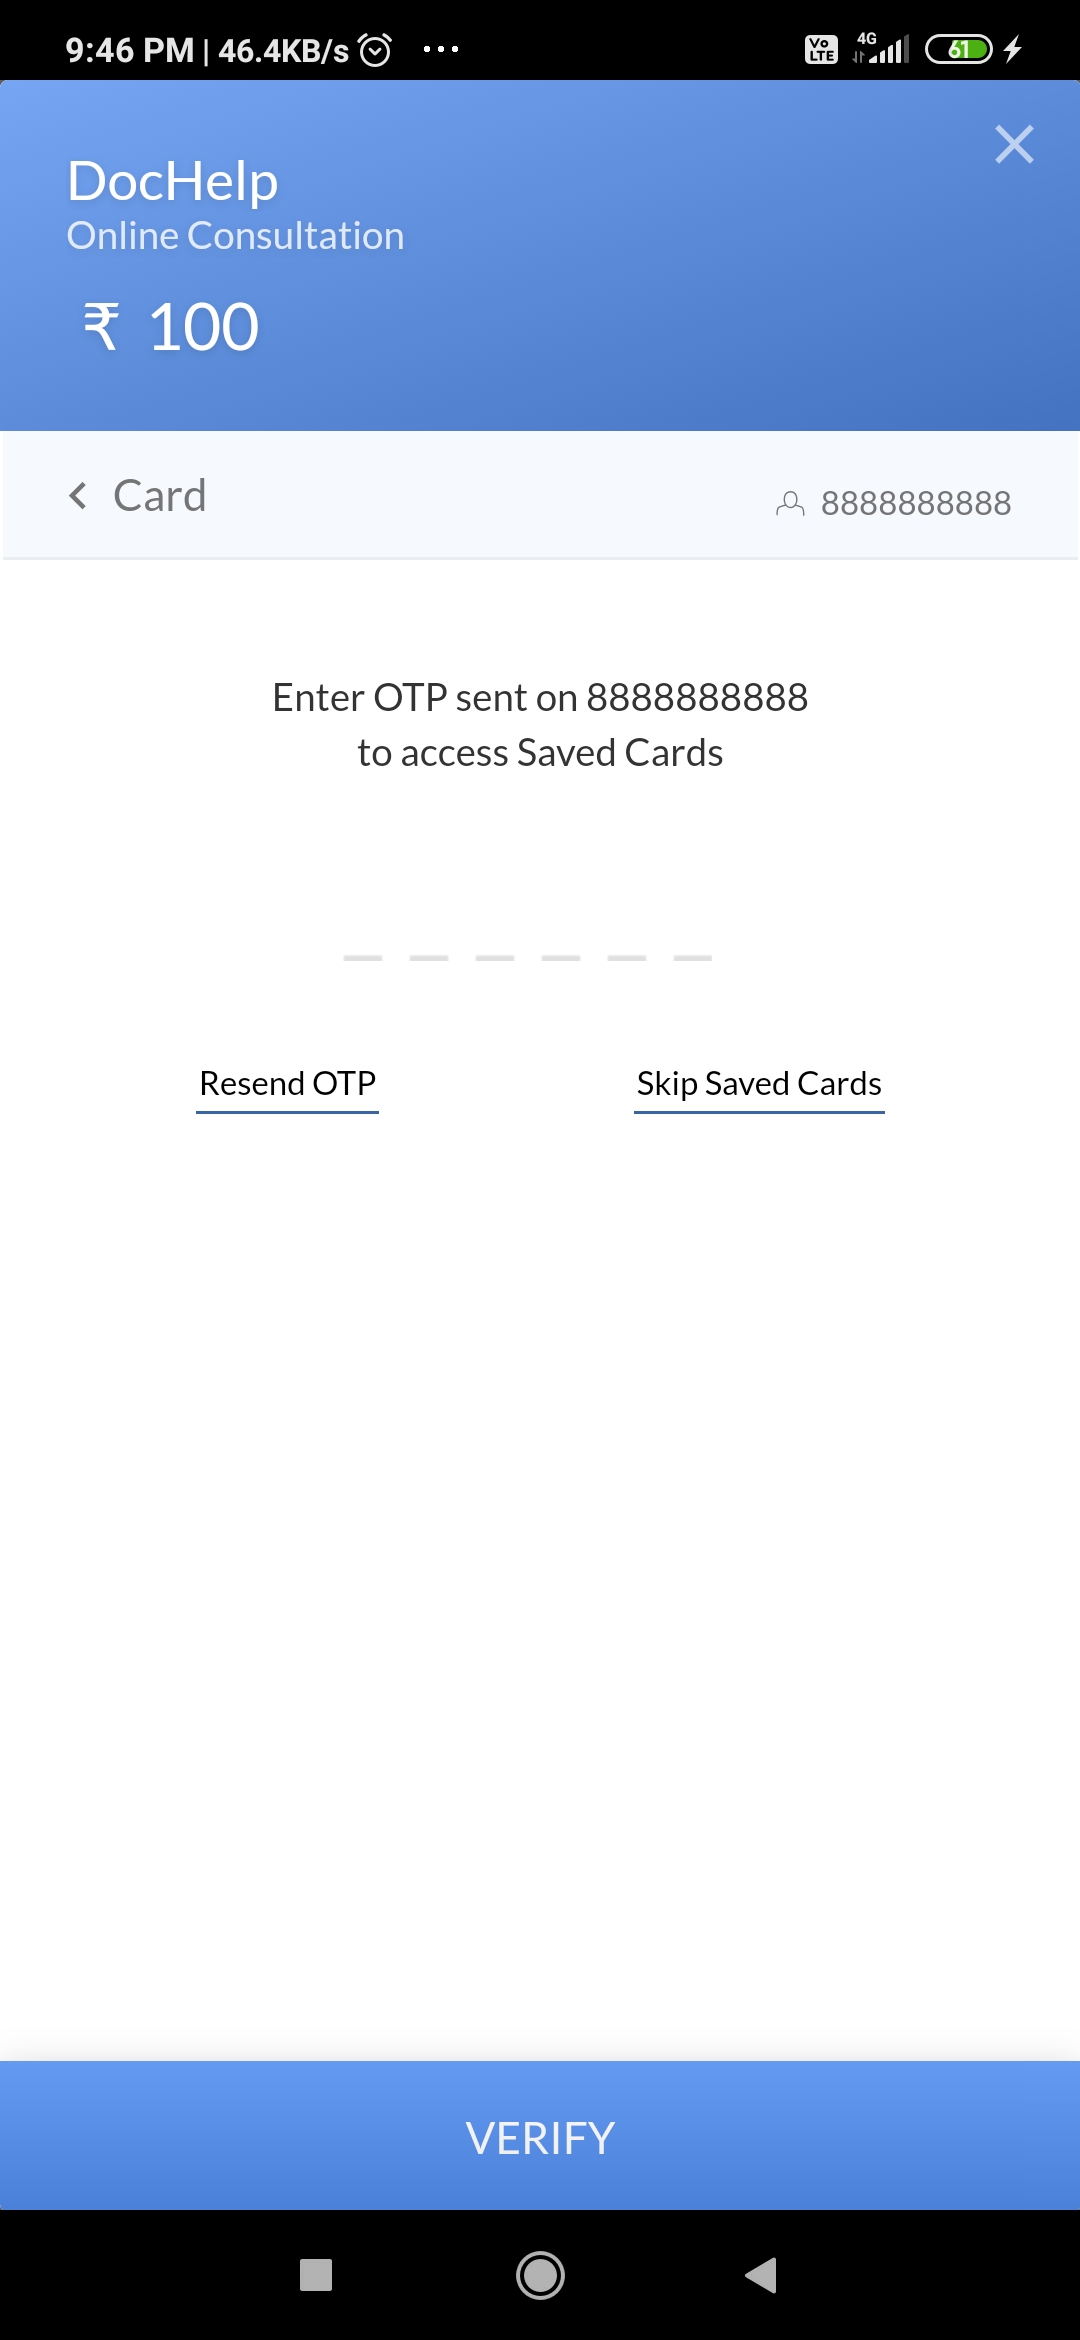 9:46 PM | 46.4KB/s ...
Vo LTE 4G 61
DocHelp
Online Consultation
₹ 100
Card
8888888888
Enter OTP sent on 8888888888
to access Saved Cards
Resend OTP
Skip Saved Cards
VERIFY